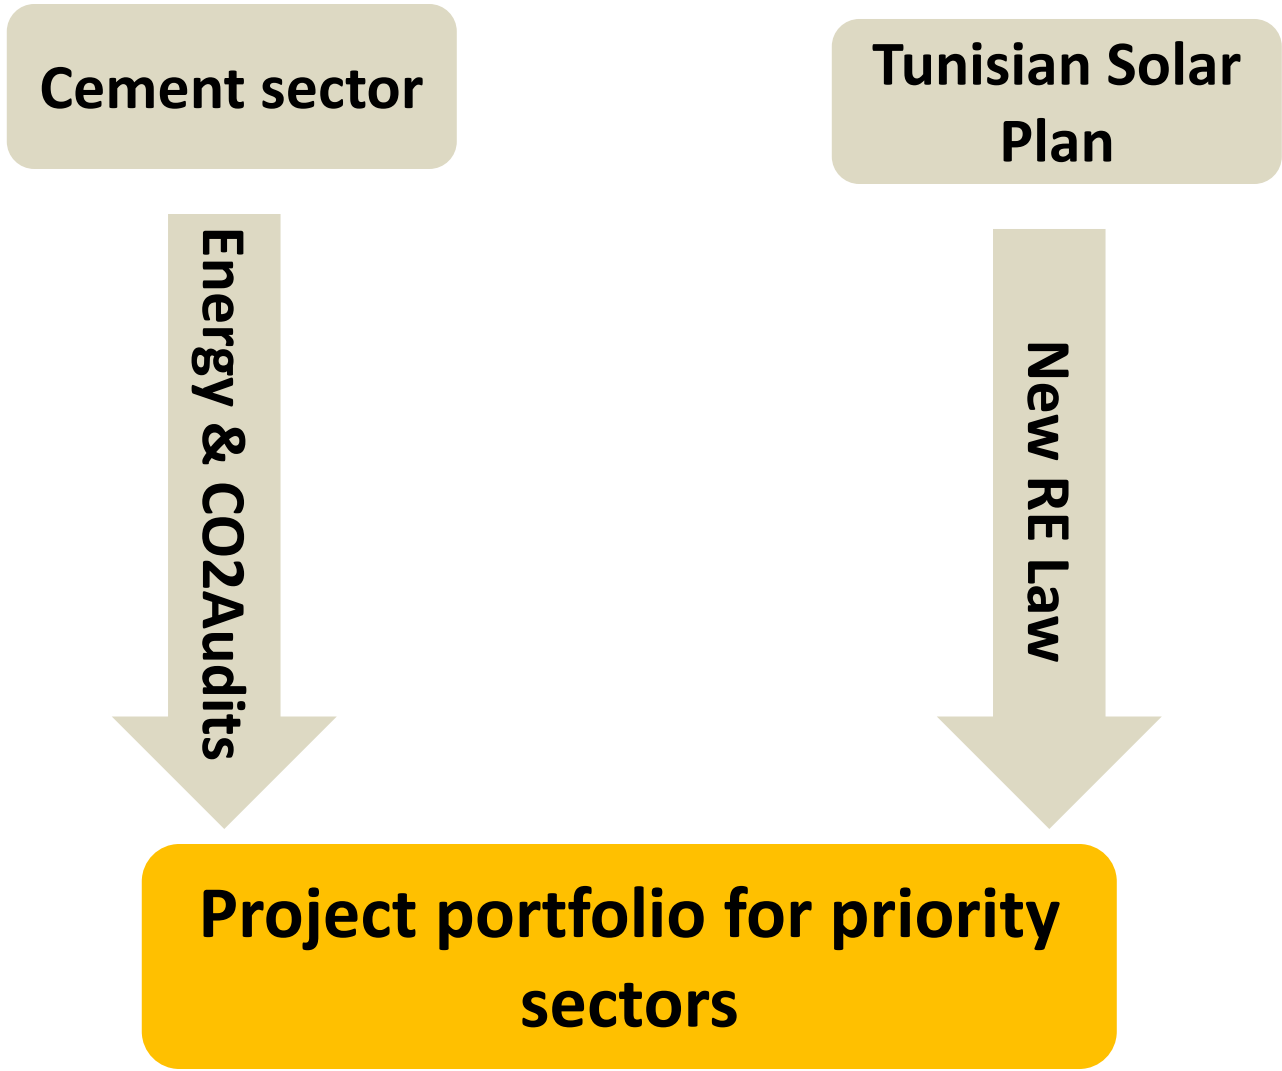 Cement sector
Tunisian Solar
Plan
Energy & CO2Audits
New RE Law
Project portfolio for priority
sectors